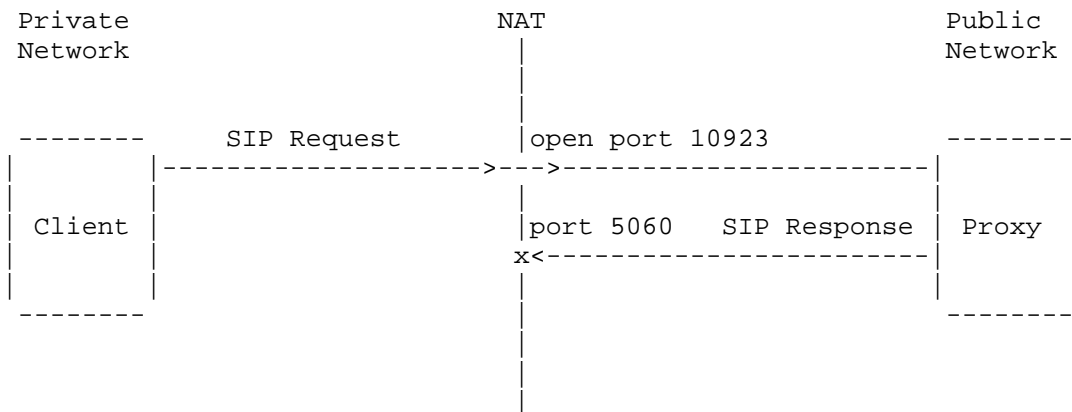 Private NAT Public
Network Network
SIP Request open port 10923
Client port 5060 SIP Response Proxy
x